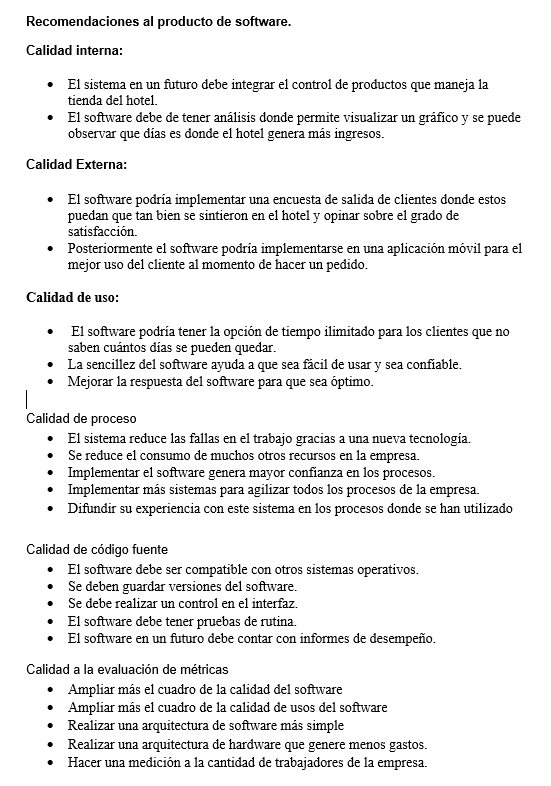 Recomendaciones al producto de software.
Calidad interna:
• El sistema en un futuro debe integrar el control de productos que maneja la
tienda del hotel.
• El software debe de tener análisis donde permite visualizar un gráfico y se puede
observar que días es donde el hotel genera más ingresos.
Calidad Externa:
• El software podría implementar una encuesta de salida de clientes donde estos
puedan que tan bien se sintieron en el hotel y opinar sobre el grado de
satisfacción.
• Posteriormente el software podría implementarse en una aplicación móvil para el
mejor uso del cliente al momento de hacer un pedido.
Calidad de uso:
• El software podría tener la opción de tiempo ilimitado para los clientes que no
saben cuántos días se pueden quedar.
• La sencillez del software ayuda a que sea fácil de usar y sea confiable.
• Mejorar la respuesta del software para que sea óptimo.
Calidad de proceso
• El sistema reduce las fallas en el trabajo gracias a una nueva tecnología.
• Se reduce el consumo de muchos otros recursos en la empresa.
• Implementar el software genera mayor confianza en los procesos.
• Implementar más sistemas para agilizar todos los procesos de la empresa.
• Difundir su experiencia con este sistema en los procesos donde se han utilizado
Calidad de código fuente
• El software debe ser compatible con otros sistemas operativos.
• Se deben guardar versiones del software.
• Se debe realizar un control en el interfaz.
• El software debe tener pruebas de rutina.
• El software en un futuro debe contar con informes de desempeño.
Calidad a la evaluación de métricas
• Ampliar más el cuadro de la calidad del software
• Ampliar más el cuadro de la calidad de usos del software
• Realizar una arquitectura de software más simple
• Realizar una arquitectura de hardware que genere menos gastos.
• Hacer una medición a la cantidad de trabajadores de la empresa.